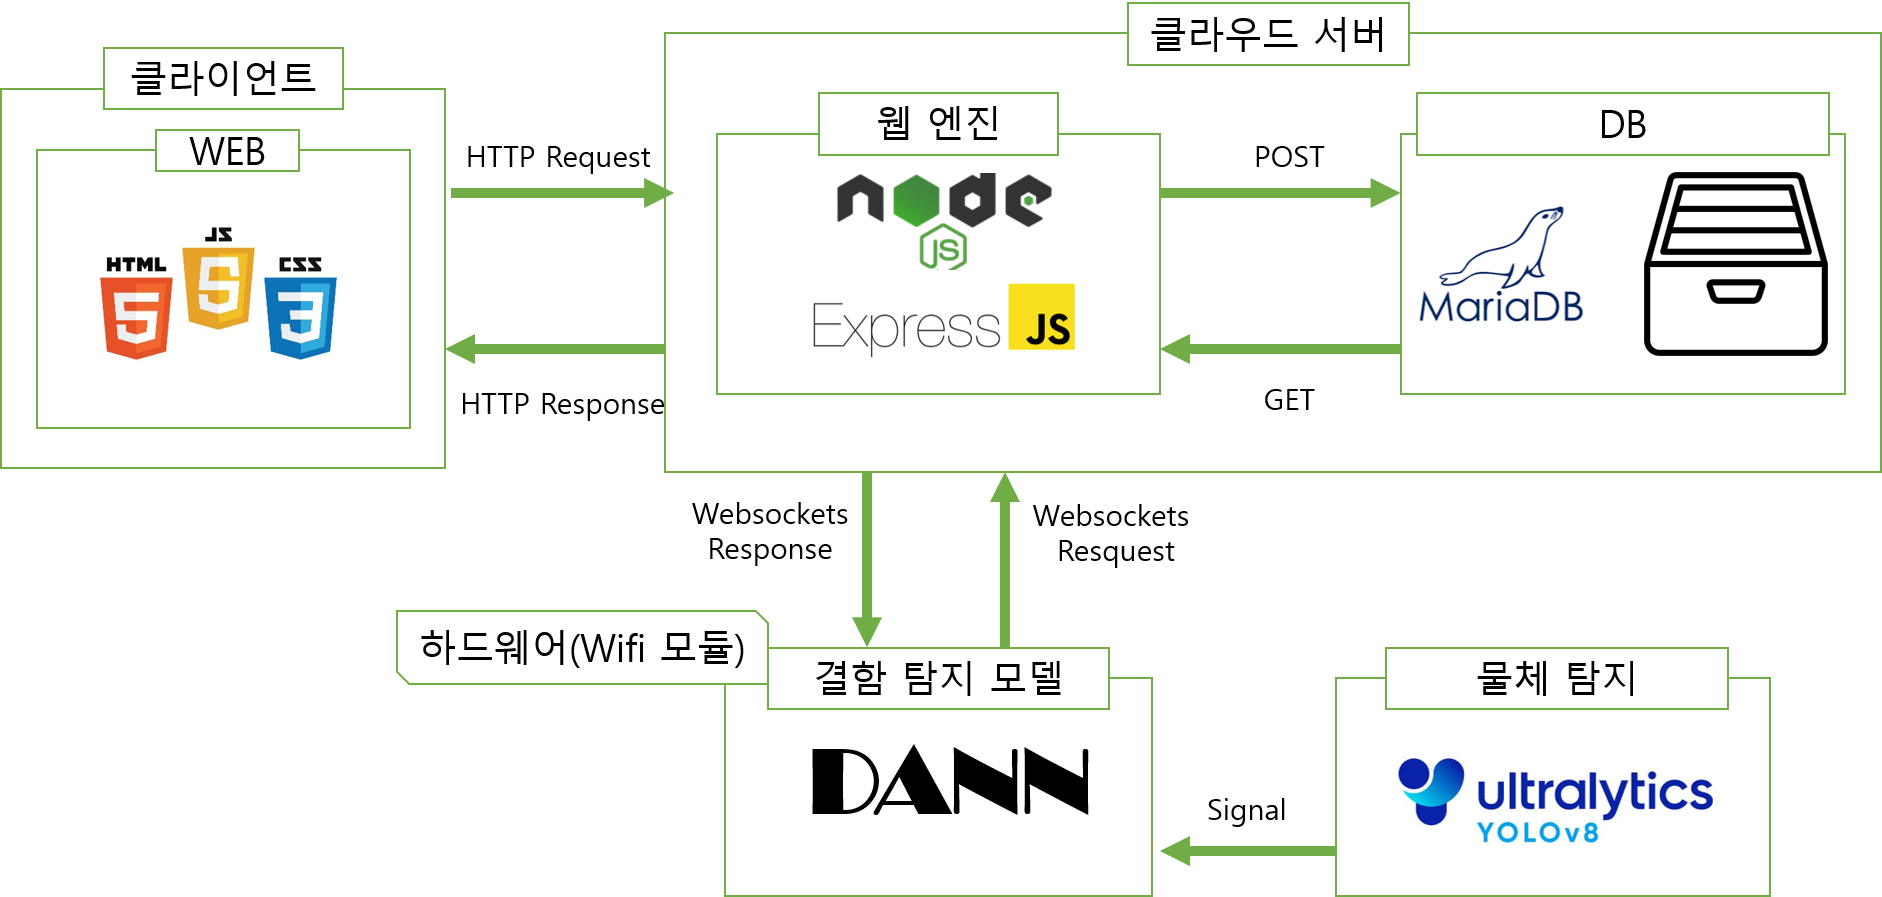 클라우드 서버
클라이언트
WEB
HTML
JS
CSS
HTTP Request
HTTP Response
웹 엔진
node
JS
Express
JS
POST
GET
DB
MariaDB
Websockets
Response
Websockets
Resquest
하드웨어(Wifi 모듈)
결함 탐지 모델
DANN
Signal
물체 탐지
ultralytics
YOLOv8